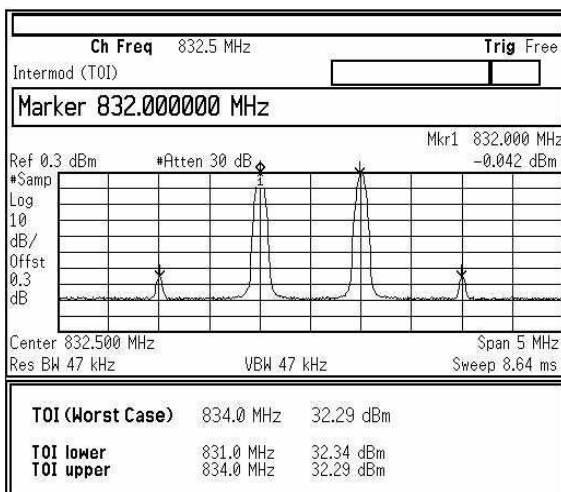 Ch Freq 832.5 MHz Trig Free
Intermod (TOI)
Marker 832.000000 MHz
Mkr1 832.000 MHz
Ref 0.3 dBm #Atten 30 dB -0.042 dBm
#Samp
Log
10
dB/
Offst
0.3
dB
1
Center 832.500 MHz Span 5 MHz
Res BW 47 kHz VBW 47 kHz Sweep 8.64 ms
TOI (Worst Case) 834.0 MHz 32.29 dBm
TOI lower 831.0 MHz 32.34 dBm
TOI upper 834.0 MHz 32.29 dBm